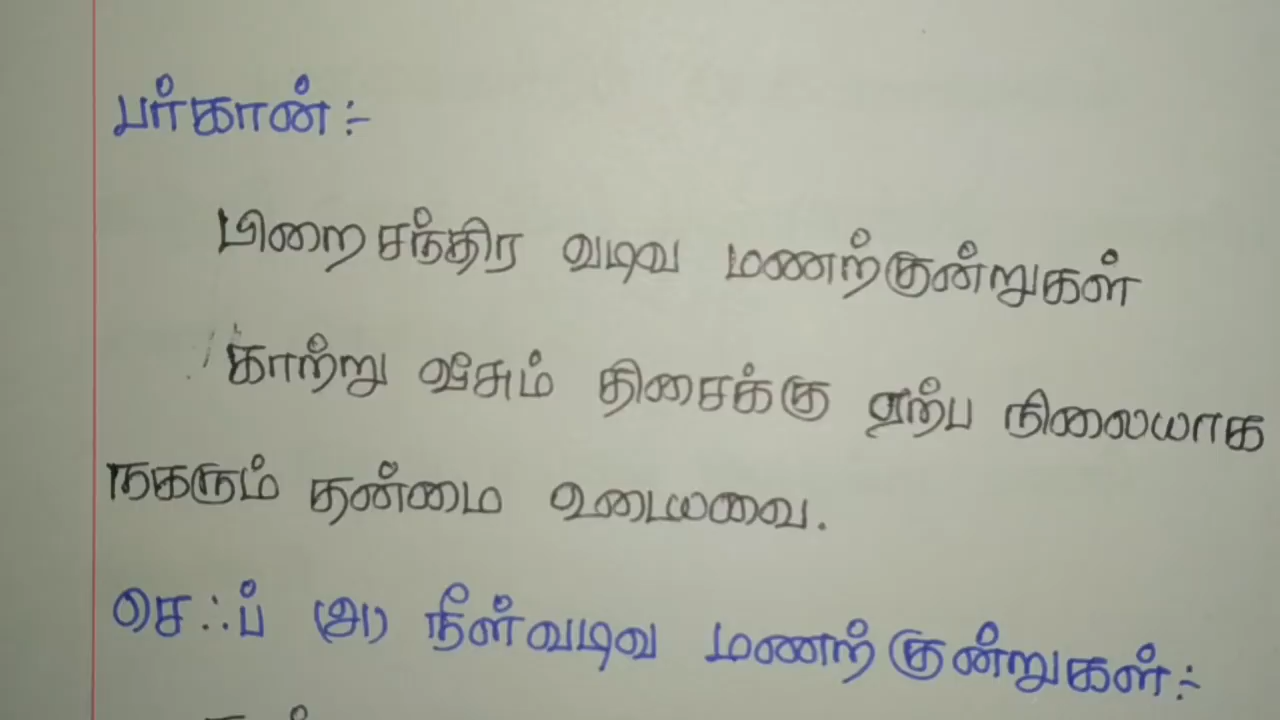 பர்கான் :-
பிறை சந்திர வடிவ மணற்குன்றுகள்
காற்று வீசும் திசைக்கு ஏற்ப நிலையாக
நகரும் தன்மை உடையவை.
செஃப் (அ) நீள்வடிவ மணற்குன்றுகள்:-